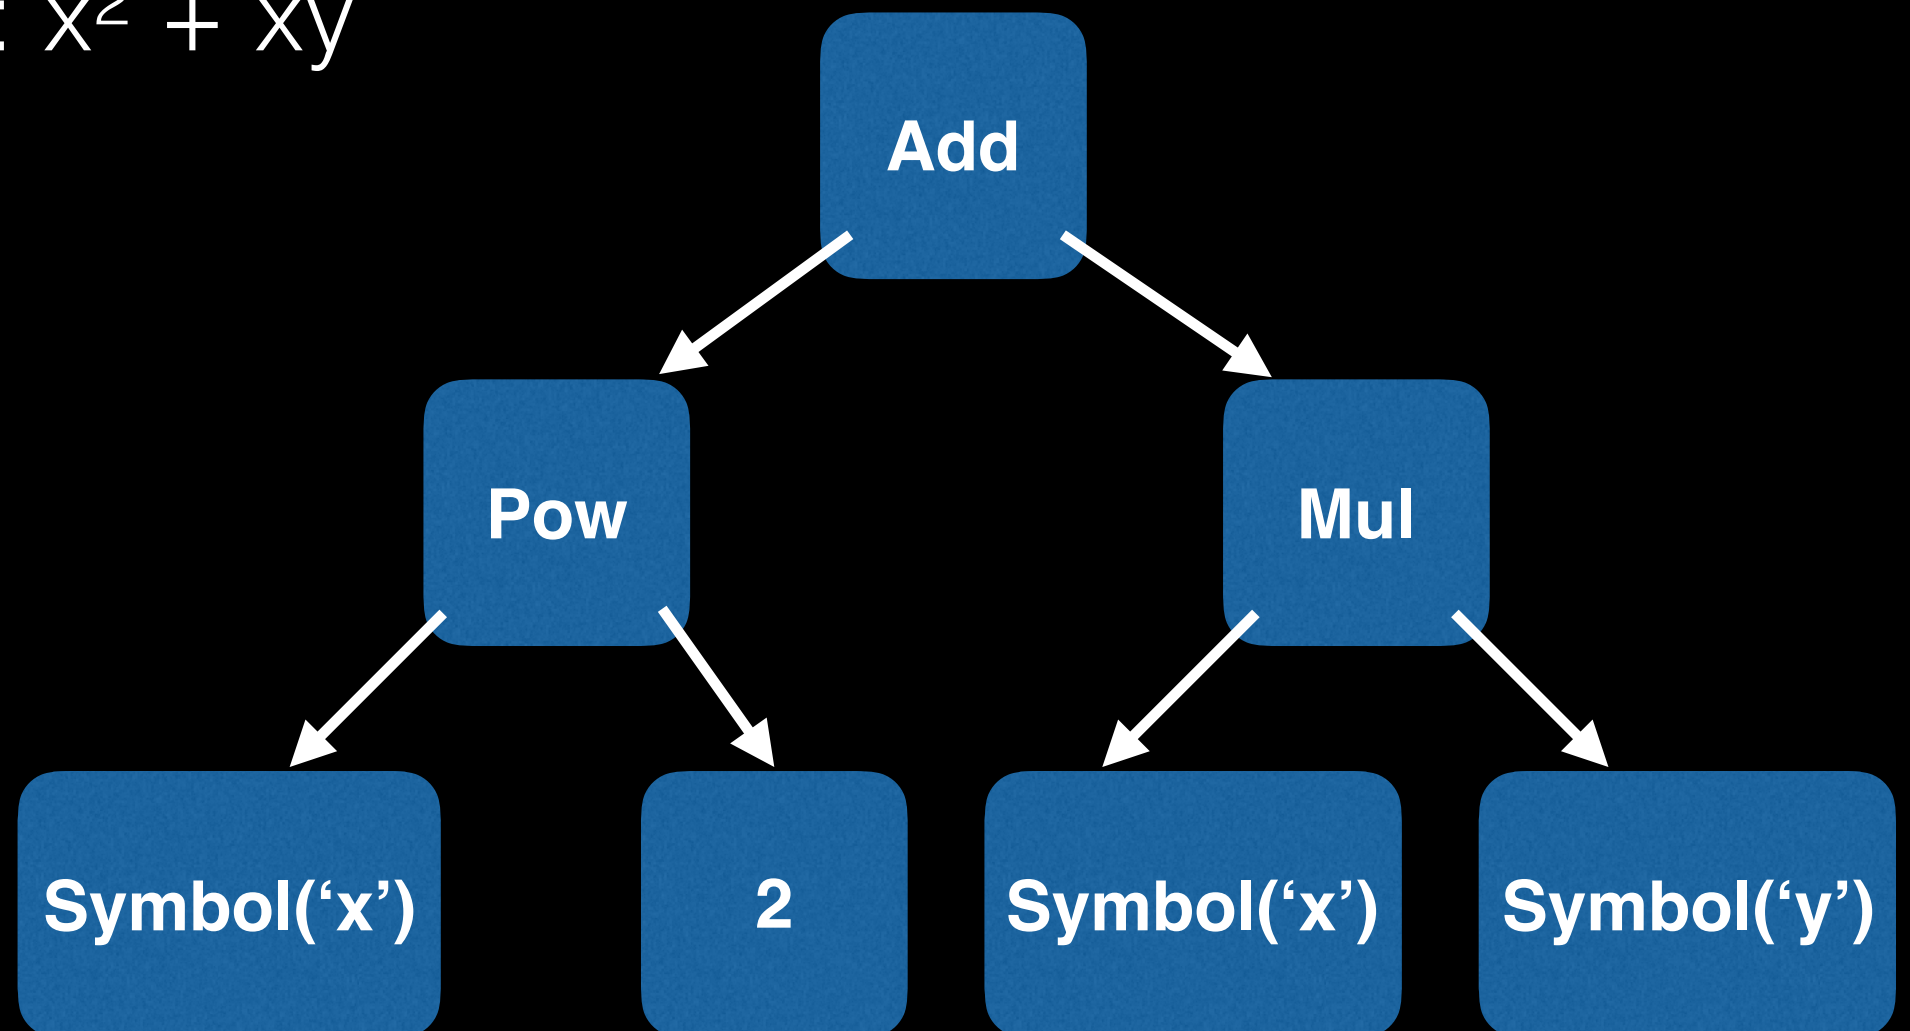 : x² + xy
Add
Pow
Mul
Symbol(‘x’)
2
Symbol(‘x’)
Symbol(‘y’)